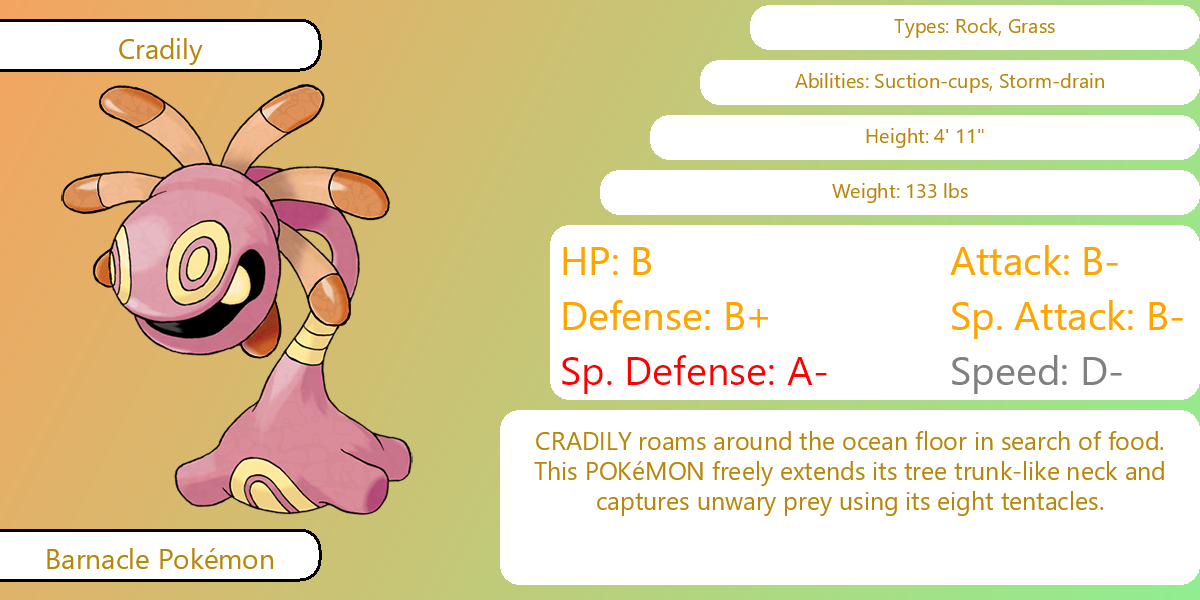 Cradily
Types: Rock, Grass
Abilities: Suction-cups, Storm-drain
Height: 4' 11"
Weight: 133 lbs
HP: B
Attack: B-
Defense: B+
Sp. Attack: B-
Sp. Defense: A-
Speed: D-
CRADILY roams around the ocean floor in search of food.
This POKéMON freely extends its tree trunk-like neck and
captures unwary prey using its eight tentacles.
Barnacle Pokémon